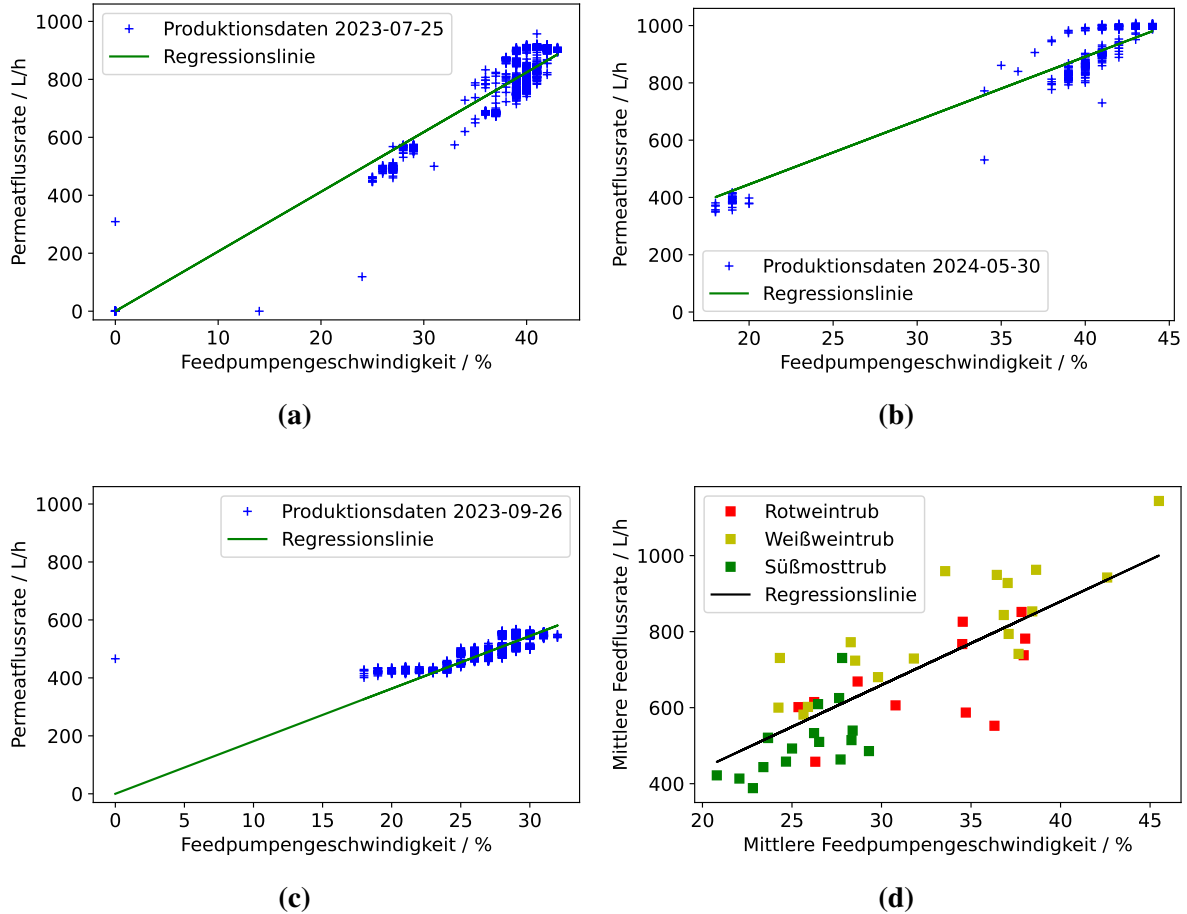 Permeatflussrate / L/h
1000
800
600
400
200
0
Produktionsdaten 2023-07-25
Regressionslinie
0 10 20 30 40
Feedpumpengeschwindigkeit / %
(a)
Permeatflussrate / L/h
1000
800
600
400
200
0
Produktionsdaten 2024-05-30
Regressionslinie
20 25 30 35 40 45
Feedpumpengeschwindigkeit / %
(b)
Permeatflussrate / L/h
1000
800
600
400
200
0
Produktionsdaten 2023-09-26
Regressionslinie
0 5 10 15 20 25 30
Feedpumpengeschwindigkeit / %
(c)
Mittlere Feedflussrate / L/h
1000
800
600
400
Rotweintrub
Weißweintrub
Süßmosttrub
Regressionslinie
20 25 30 35 40 45
Mittlere Feedpumpengeschwindigkeit / %
(d)